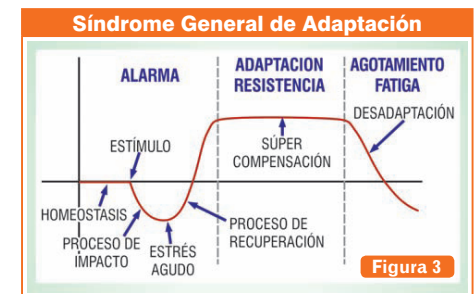 Síndrome General de Adaptación
ALARMA
ADAPTACION
RESISTENCIA
AGOTAMIENTO
FATIGA
DESADAPTACIÓN
ESTÍMULO
SÚPER
COMPENSACIÓN
HOMEOSTASIS
PROCESO DE
IMPACTO
ESTRÉS
AGUDO
PROCESO DE
RECUPERACIÓN
Figura 3